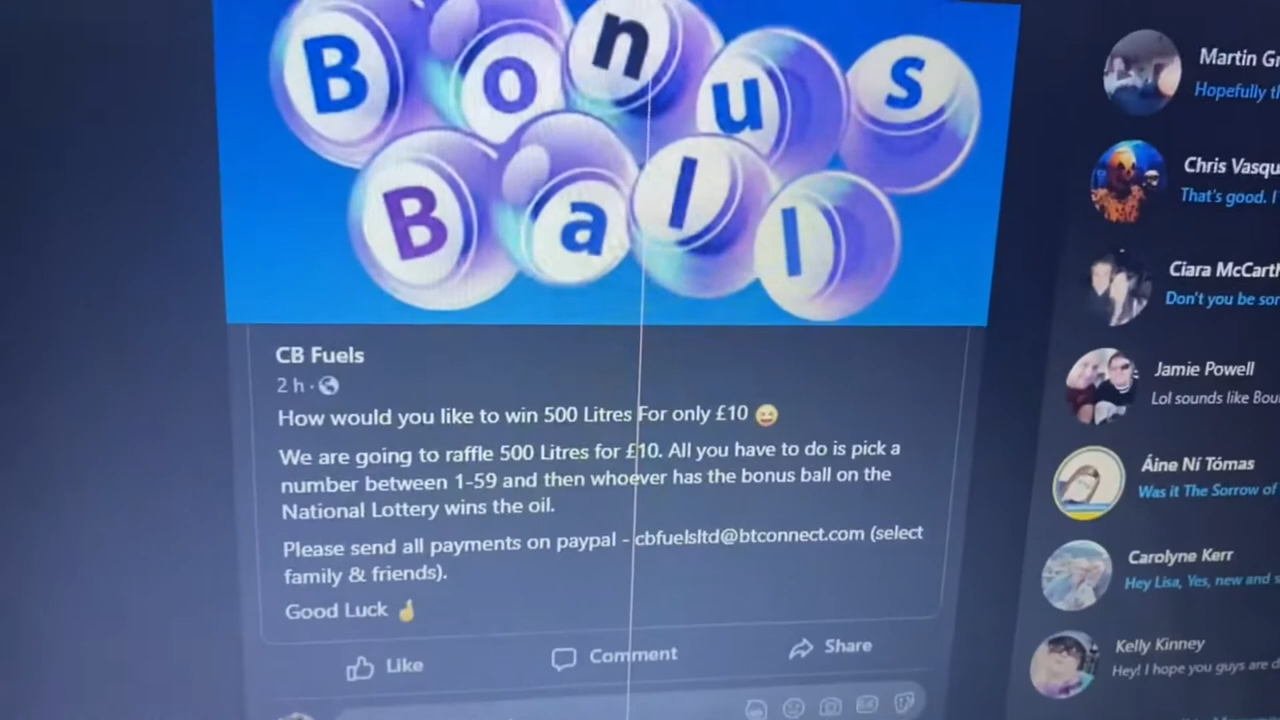 Bonus
Ball
CB Fuels
2 h ·
How would you like to win 500 Litres For only £10 😄
We are going to raffle 500 Litres for £10. All you have to do is pick a
number between 1-59 and then whoever has the bonus ball on the
National Lottery wins the oil.
Please send all payments on paypal - cbfuelsltd@btconnect.com (select
family & friends).
Good Luck 🤞
Like
Comment
Share
Martin
Hopefully
Chris
That's good. I
Ciara
Don't you be
Jamie Powell
Lol sounds like
Áine Ní Tómas
Was it The Sorrow of
Carolyne Kerr
Hey Lisa, Yes, new and
Kelly Kinney
Hey! I hope you guys are